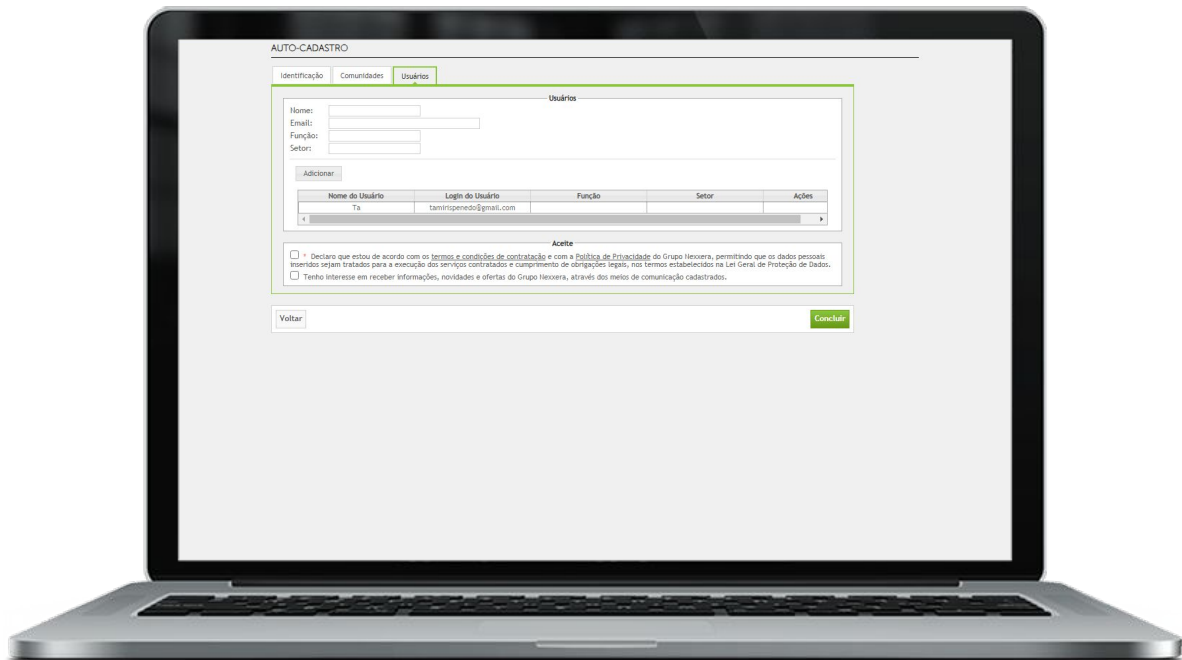 AUTO-CADASTRO
Identificação Comunidades Usuários
Usuários
Nome:
Email:
Função:
Setor:
Adicionar
Nome do Usuário Login do Usuário Função Setor Ações
Ta tamirispenedo@gmail.com
Aceite
* Declaro que estou de acordo com os termos e condições de contratação e com a Política de Privacidade do Grupo Nexxera, permitindo que os dados pessoais
inseridos sejam tratados para a execução dos serviços contratados e cumprimento de obrigações legais, nos termos estabelecidos na Lei Geral de Proteção de Dados.
Tenho interesse em receber informações, novidades e ofertas do Grupo Nexxera, através dos meios de comunicação cadastrados.
Voltar Concluir